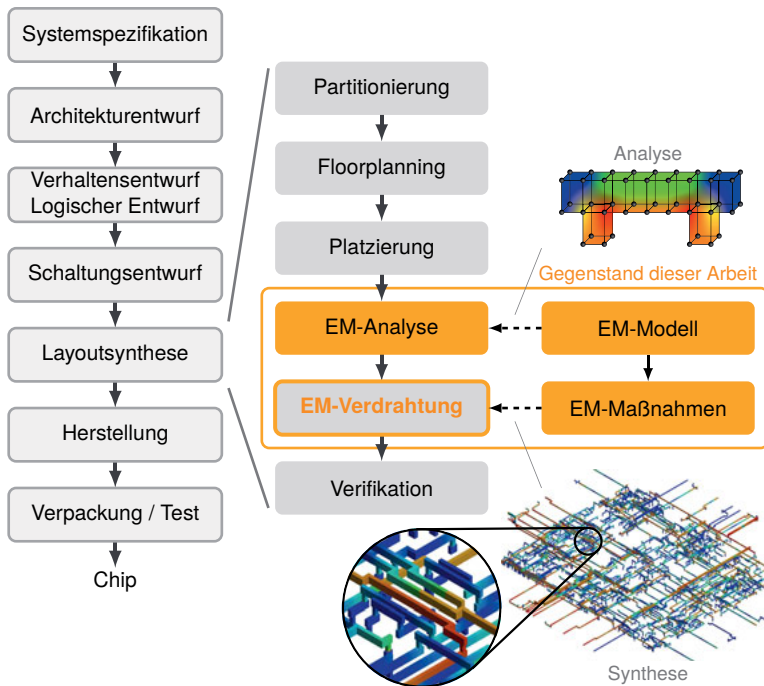 Systemspezifikation
Architekturentwurf
Verhaltensentwurf
Logischer Entwurf
Schaltungsentwurf
Layoutsynthese
Herstellung
Verpackung / Test
Chip
Partitionierung
Floorplanning
Platzierung
EM-Analyse
EM-Verdrahtung
Verifikation
Analyse
Gegenstand dieser Arbeit
EM-Modell
EM-Maßnahmen
Synthese